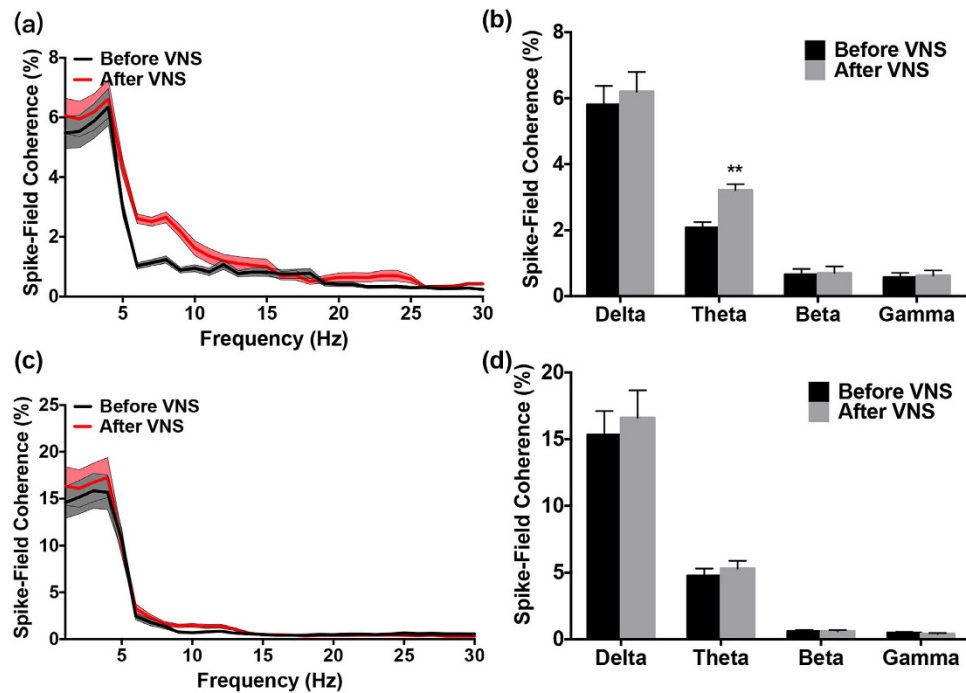 (a)
Before VNS
After VNS
Spike-Field Coherence (%)
8
6
4
2
0
5 10 15 20 25 30
Frequency (Hz)
(b)
Before VNS
After VNS
Spike-Field Coherence (%)
8
6
4
2
0
**
Delta Theta Beta Gamma
(c)
Before VNS
After VNS
Spike-Field Coherence (%)
25
20
15
10
5
0
5 10 15 20 25 30
Frequency (Hz)
(d)
Before VNS
After VNS
Spike-Field Coherence (%)
20
15
10
5
0
Delta Theta Beta Gamma